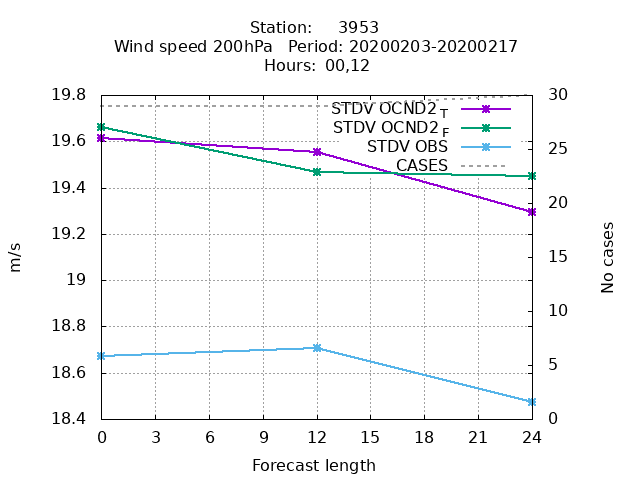 Station: 3953
Wind speed 200hPa Period: 20200203-20200217
Hours: 00,12
19.8
19.6
19.4
19.2
19
18.8
18.6
18.4
m/s
STDV OCND2 T
STDV OCND2 F
STDV OBS
CASES
30
25
20
15
10
5
0
No cases
0 3 6 9 12 15 18 21 24
Forecast length